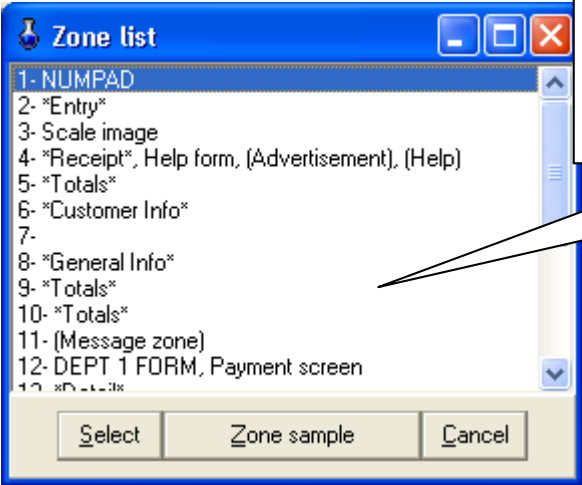 Zone list
1- NUMPAD
2- *Entry*
3- Scale image
4- *Receipt*, Help form, (Advertisement), (Help)
5- *Totals*
6- *Customer Info*
7-
8- *General Info*
9- *Totals*
10- *Totals*
11- (Message zone)
12- DEPT 1 FORM, Payment screen
13- *Detail*
Select Zone sample Cancel